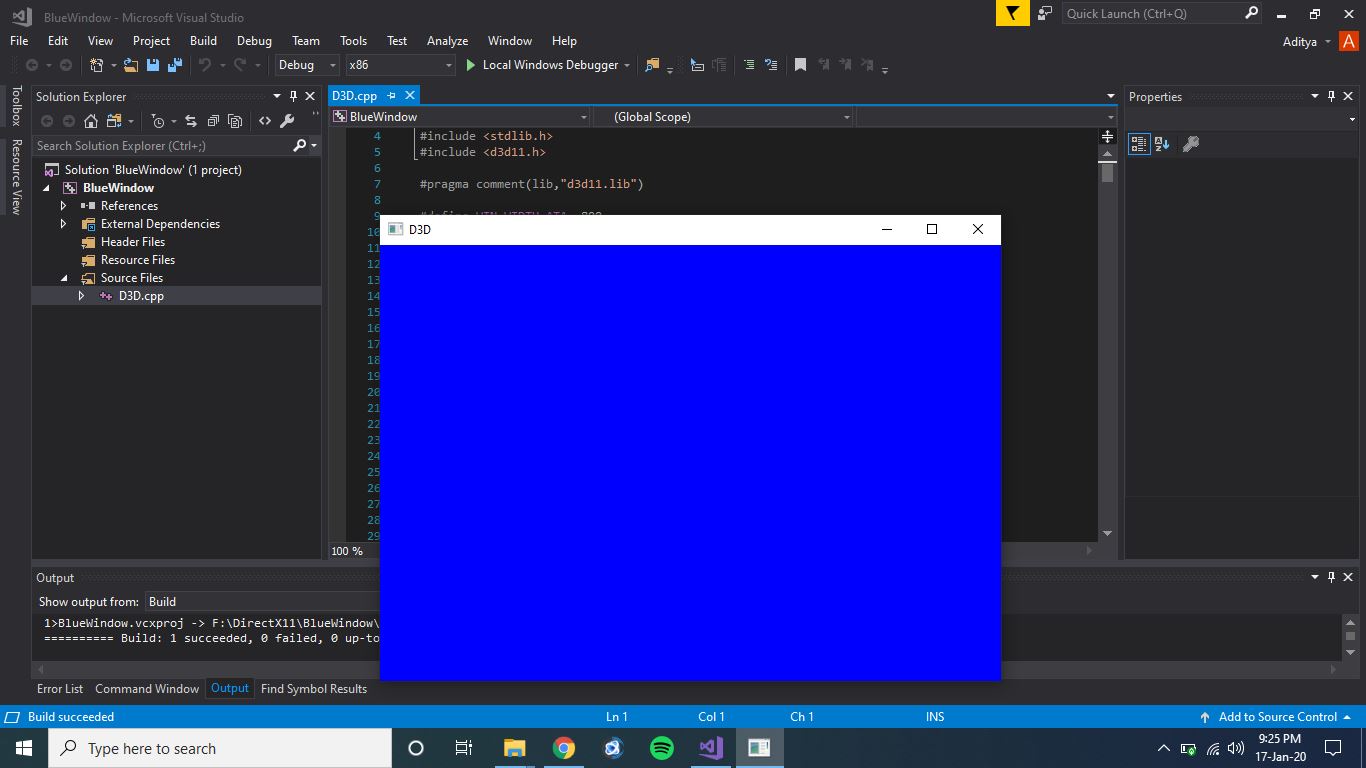 BlueWindow - Microsoft Visual Studio
Quick Launch (Ctrl+Q)
File Edit View Project Build Debug Team Tools Test Analyze Window Help
Aditya A
Debug x86 Local Windows Debugger
Toolbox
Resource View
Solution Explorer
Search Solution Explorer (Ctrl+;)
Solution 'BlueWindow' (1 project)
BlueWindow
References
External Dependencies
Header Files
Resource Files
Source Files
D3D.cpp
D3D.cpp
BlueWindow (Global Scope)
4 #include <stdlib.h>
5 #include <d3d11.h>
6
7 #pragma comment(lib,"d3d11.lib")
8
9
10
11
12
13
14
15
16
17
18
19
20
21
22
23
24
25
26
27
28
29
100 %
D3D
Properties
Output
Show output from: Build
1>BlueWindow.vcxproj -> F:\DirectX11\BlueWindow\
========== Build: 1 succeeded, 0 failed, 0 up-to
Error List Command Window Output Find Symbol Results
Build succeeded Ln 1 Col 1 Ch 1 INS Add to Source Control
Type here to search
9:25 PM
17-Jan-20